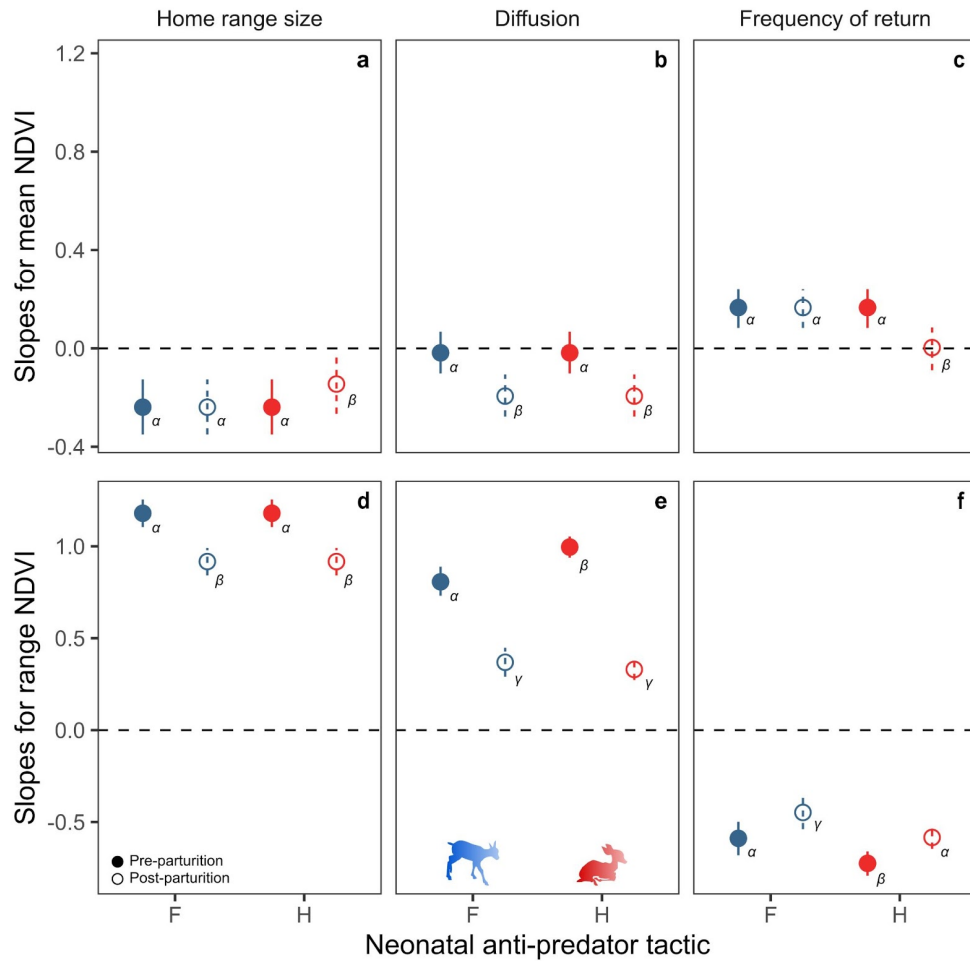 Home range size
Diffusion
Frequency of return
Slopes for mean NDVI
1.2
0.8
0.4
0.0
-0.4
a
α
α
α
β
b
α
β
α
β
c
α
α
α
β
Slopes for range NDVI
1.0
0.5
0.0
-0.5
d
α
β
α
β
Pre-parturition
Post-parturition
e
α
γ
β
γ
f
α
γ
β
α
F
H
F
H
F
H
Neonatal anti-predator tactic